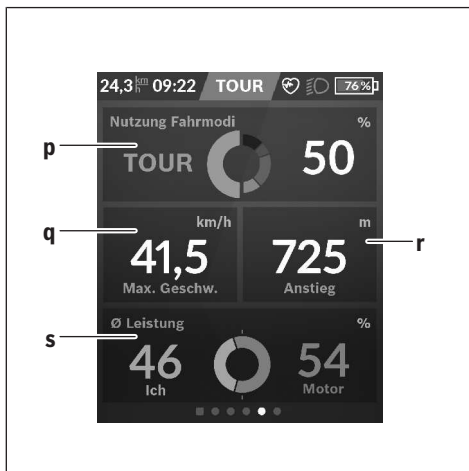 24,3 km/h 09:22 TOUR 76 %
Nutzung Fahrmodi %
p
TOUR 50
q
km/h m
41,5 725
r
Max. Geschw. Anstieg
Ø Leistung %
s
46 54
Ich Motor